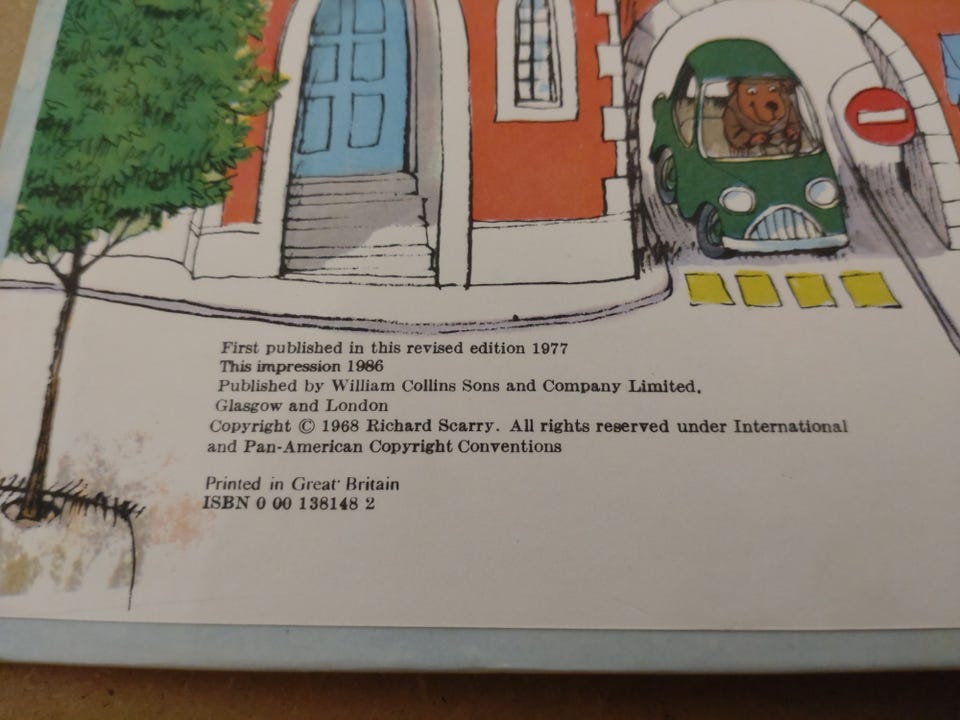 First published in this revised edition 1977
This impression 1986
Published by William Collins Sons and Company Limited.
Glasgow and London
Copyright © 1968 Richard Scarry. All rights reserved under International
and Pan-American Copyright Conventions
Printed in Great Britain
ISBN 0 00 138148 2